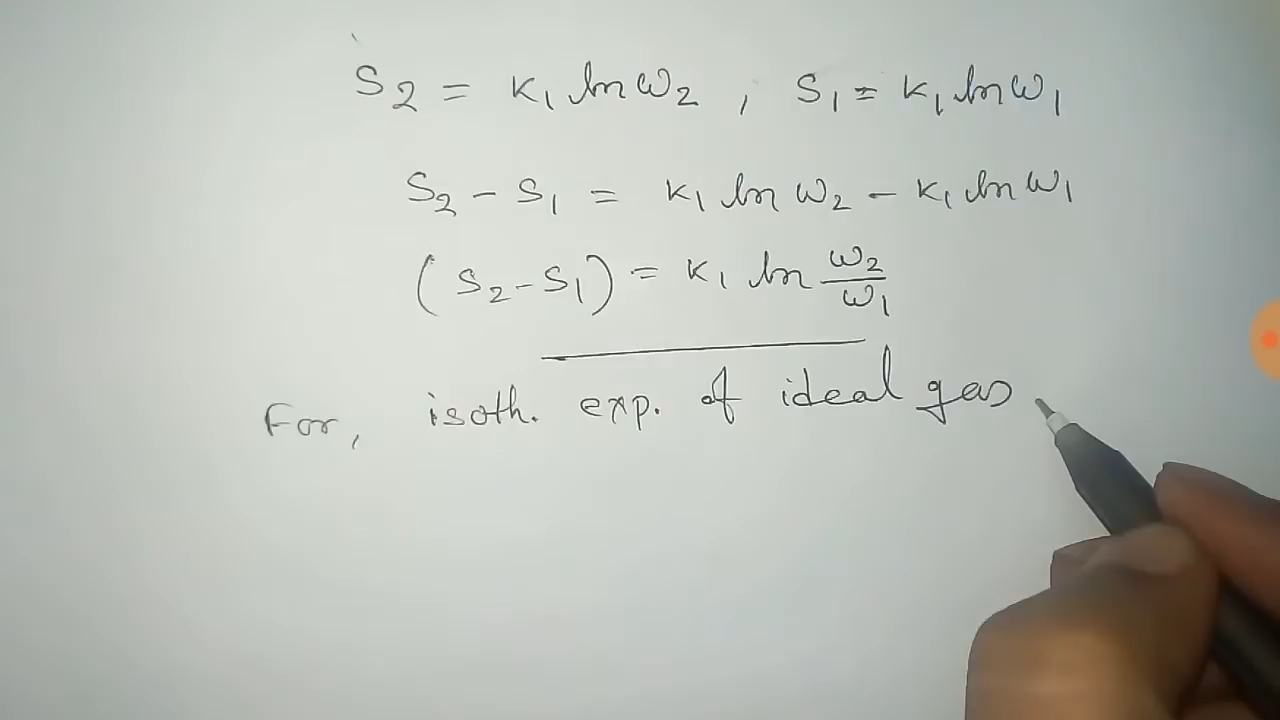 S₂ = K₁ ln ω₂ , S₁ = K₁ ln ω₁
S₂ - S₁ = K₁ ln ω₂ - K₁ ln ω₁
(S₂ - S₁) = K₁ ln ω₂/ω₁
For, isoth. exp. of ideal gas